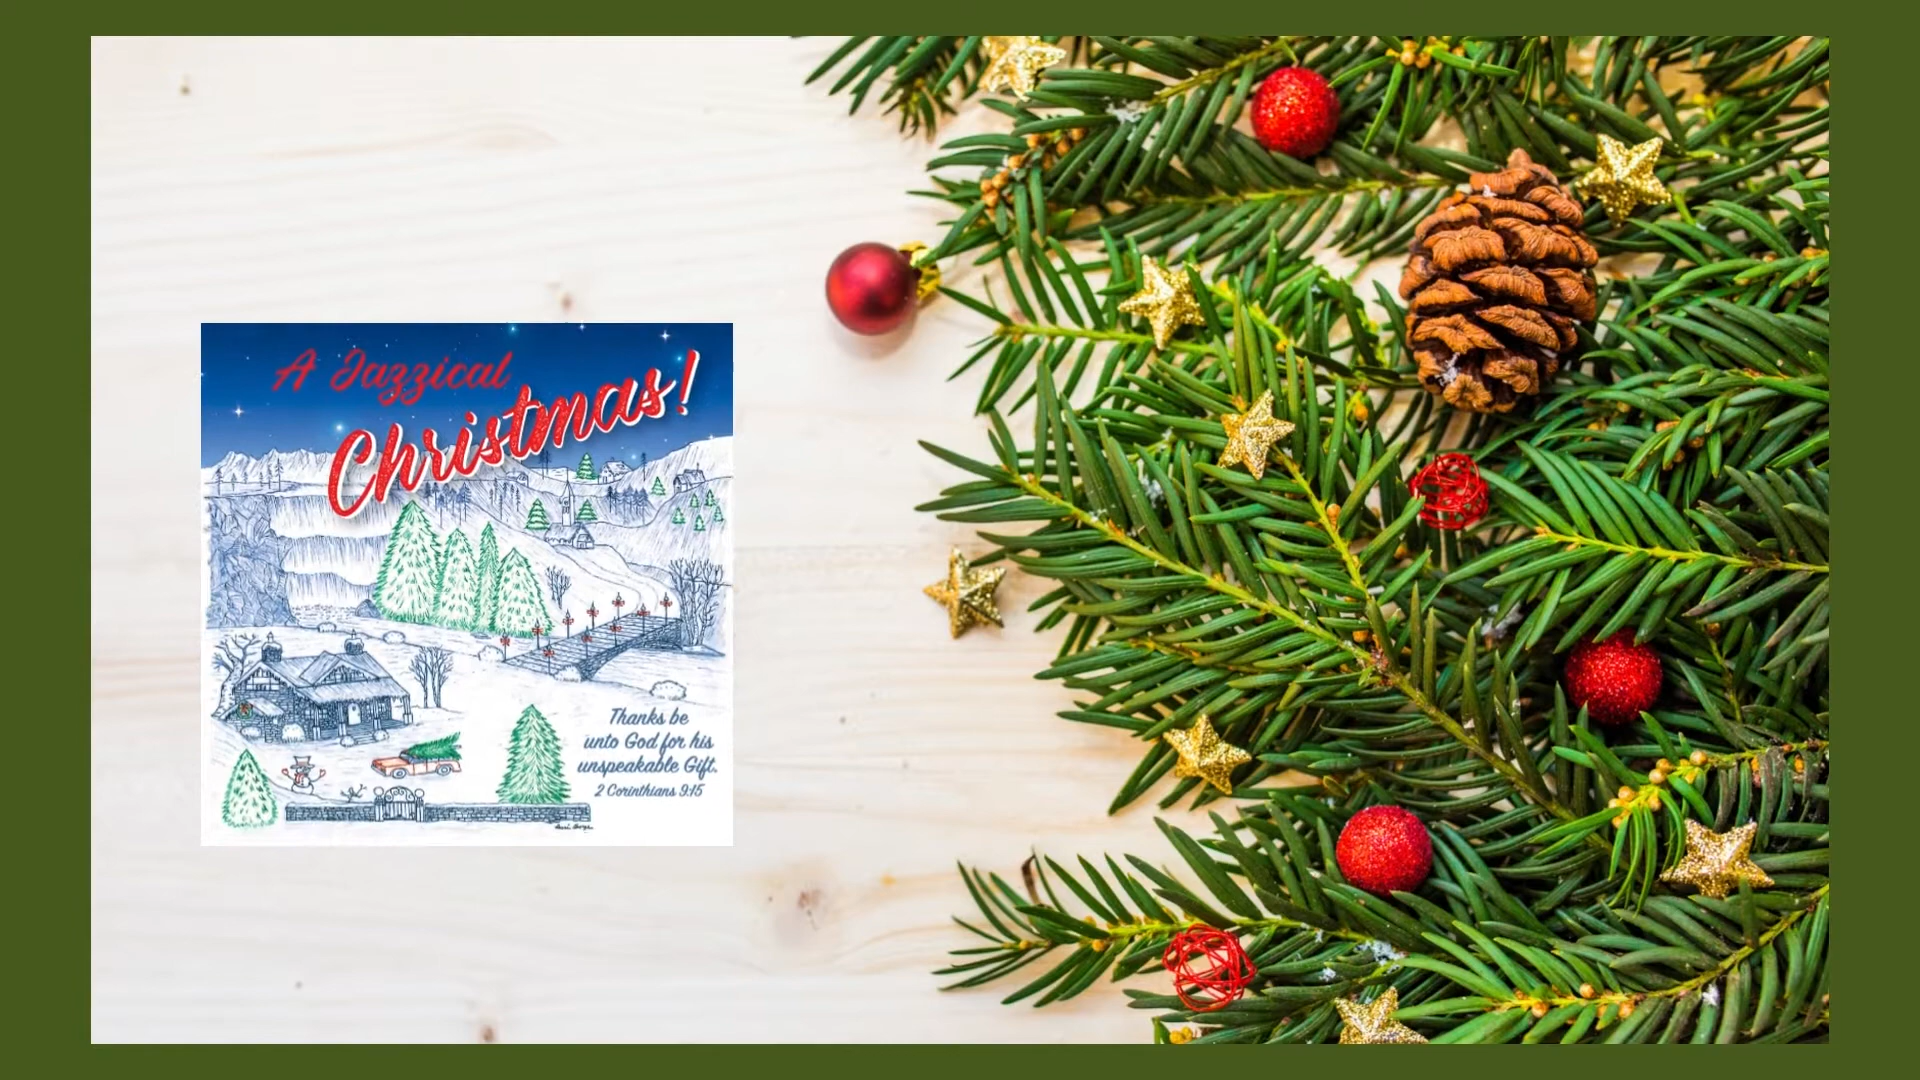 A Jazzical
Christmas!
Thanks be
unto God for his
unspeakable Gift.
2 Corinthians 9:15